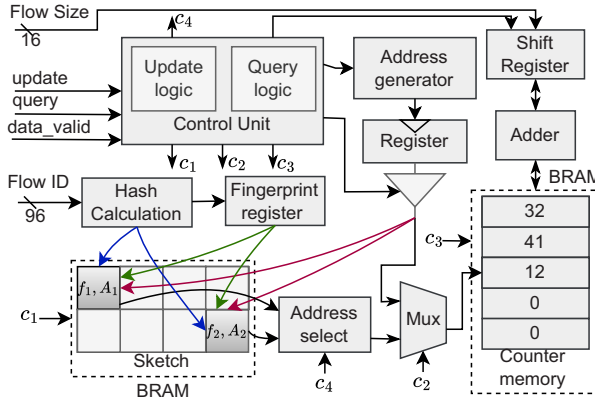 Flow Size
16
c4
update
query
data_valid
Update
logic
Query
logic
Control Unit
Address
generator
Shift
Register
Register
Adder
c1
c2
c3
BRAM
Flow ID
96
Hash
Calculation
Fingerprint
register
32
41
12
0
0
Counter
memory
c3
f1, A1
f2, A2
c1
Sketch
BRAM
Address
select
c4
Mux
c2